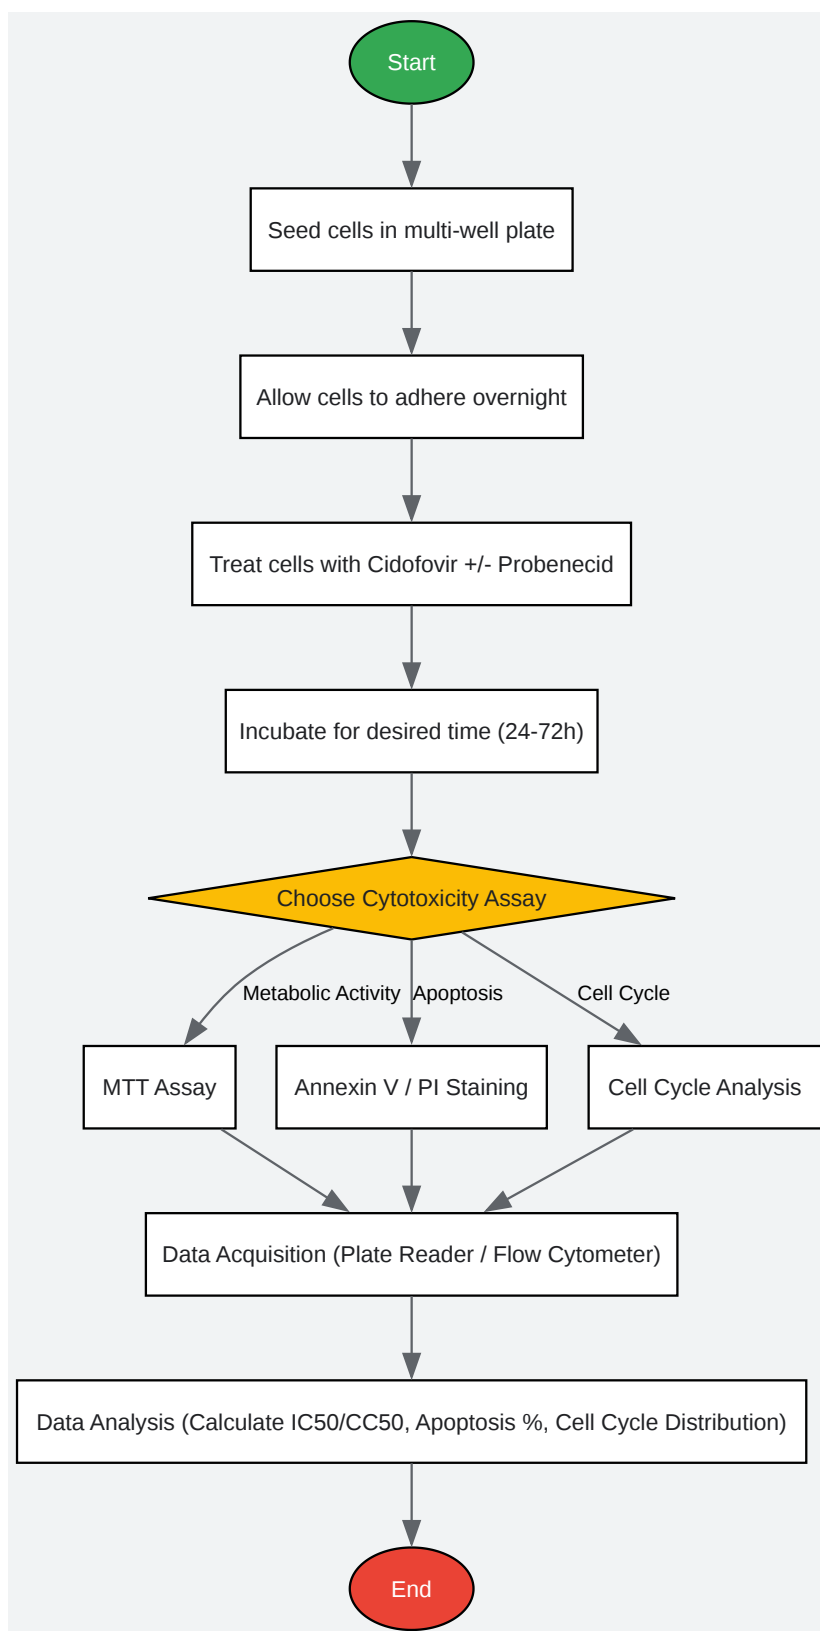 Start
Seed cells in multi-well plate
Allow cells to adhere overnight
Treat cells with Cidofovir +/- Probenecid
Incubate for desired time (24-72h)
Choose Cytotoxicity Assay
Metabolic Activity
Apoptosis
Cell Cycle
MTT Assay
Annexin V / PI Staining
Cell Cycle Analysis
Data Acquisition (Plate Reader / Flow Cytometer)
Data Analysis (Calculate IC50/CC50, Apoptosis %, Cell Cycle Distribution)
End